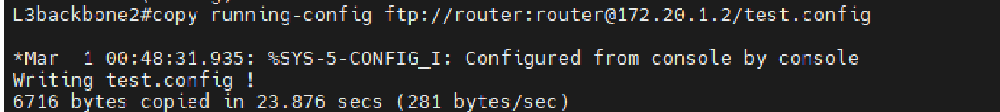 L3backbone2#copy running-config ftp://router:router@172.20.1.2/test.config
*Mar  1 00:48:31.935: %SYS-5-CONFIG_I: Configured from console by console
Writing test.config !
6716 bytes copied in 23.876 secs (281 bytes/sec)